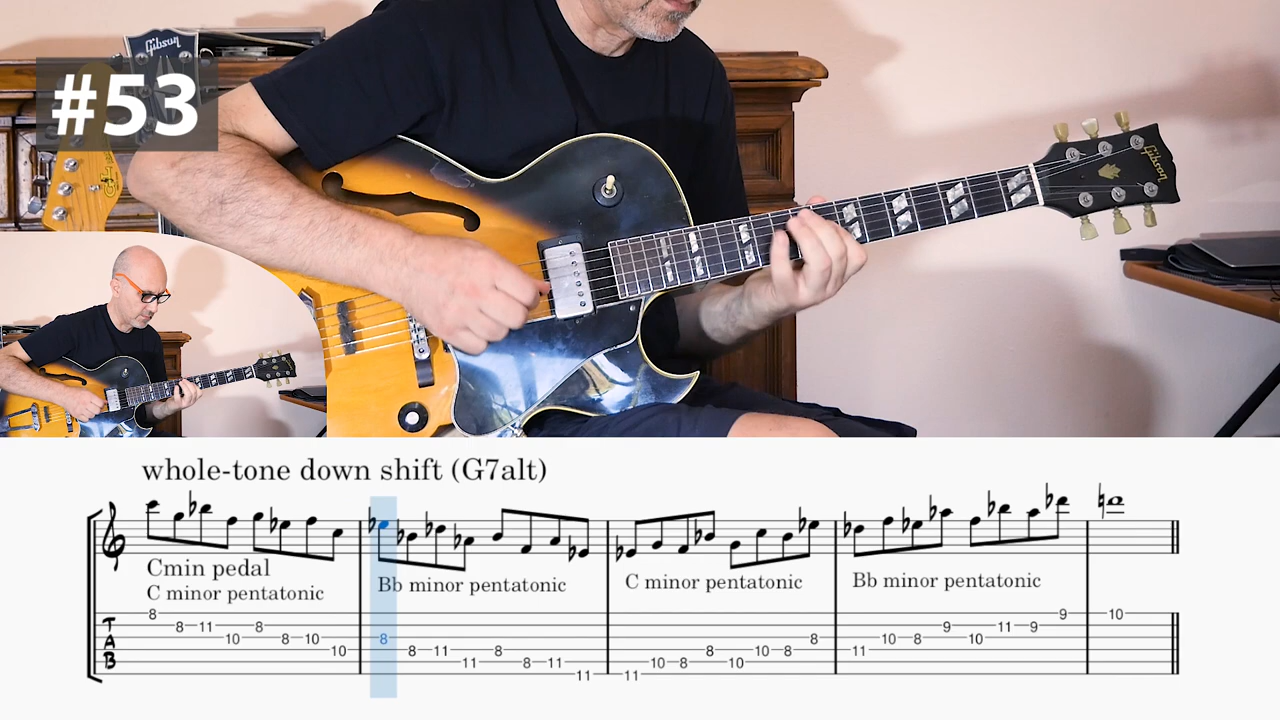 Gibson
#53
Gibson
whole-tone down shift (G7alt)
Cmin pedal
C minor pentatonic
Bb minor pentatonic
C minor pentatonic
Bb minor pentatonic
T
A
B
8 8 11 10 8 8 10 10
8 8 11 11 8 8 11 11
11 10 8 8 10 10 8 8
11 10 8 9 10 11 9 9
10